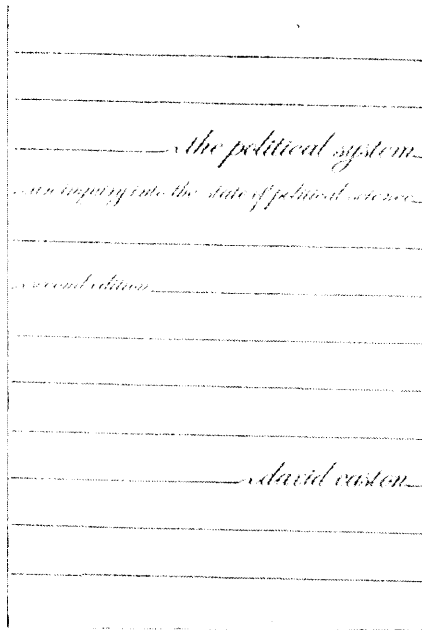 the political system
an inquiry into the state of political science
second edition
david easton